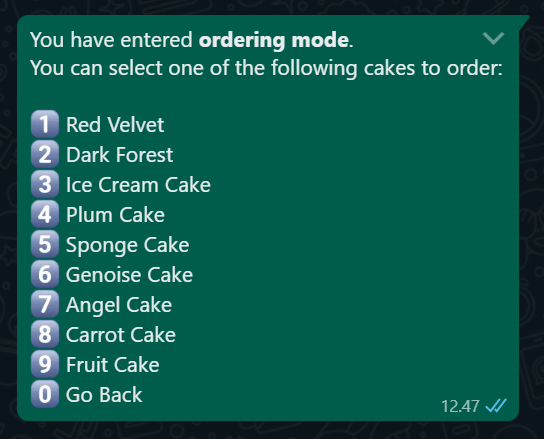 You have entered ordering mode.
You can select one of the following cakes to order:
1 Red Velvet
2 Dark Forest
3 Ice Cream Cake
4 Plum Cake
5 Sponge Cake
6 Genoise Cake
7 Angel Cake
8 Carrot Cake
9 Fruit Cake
0 Go Back
12.47